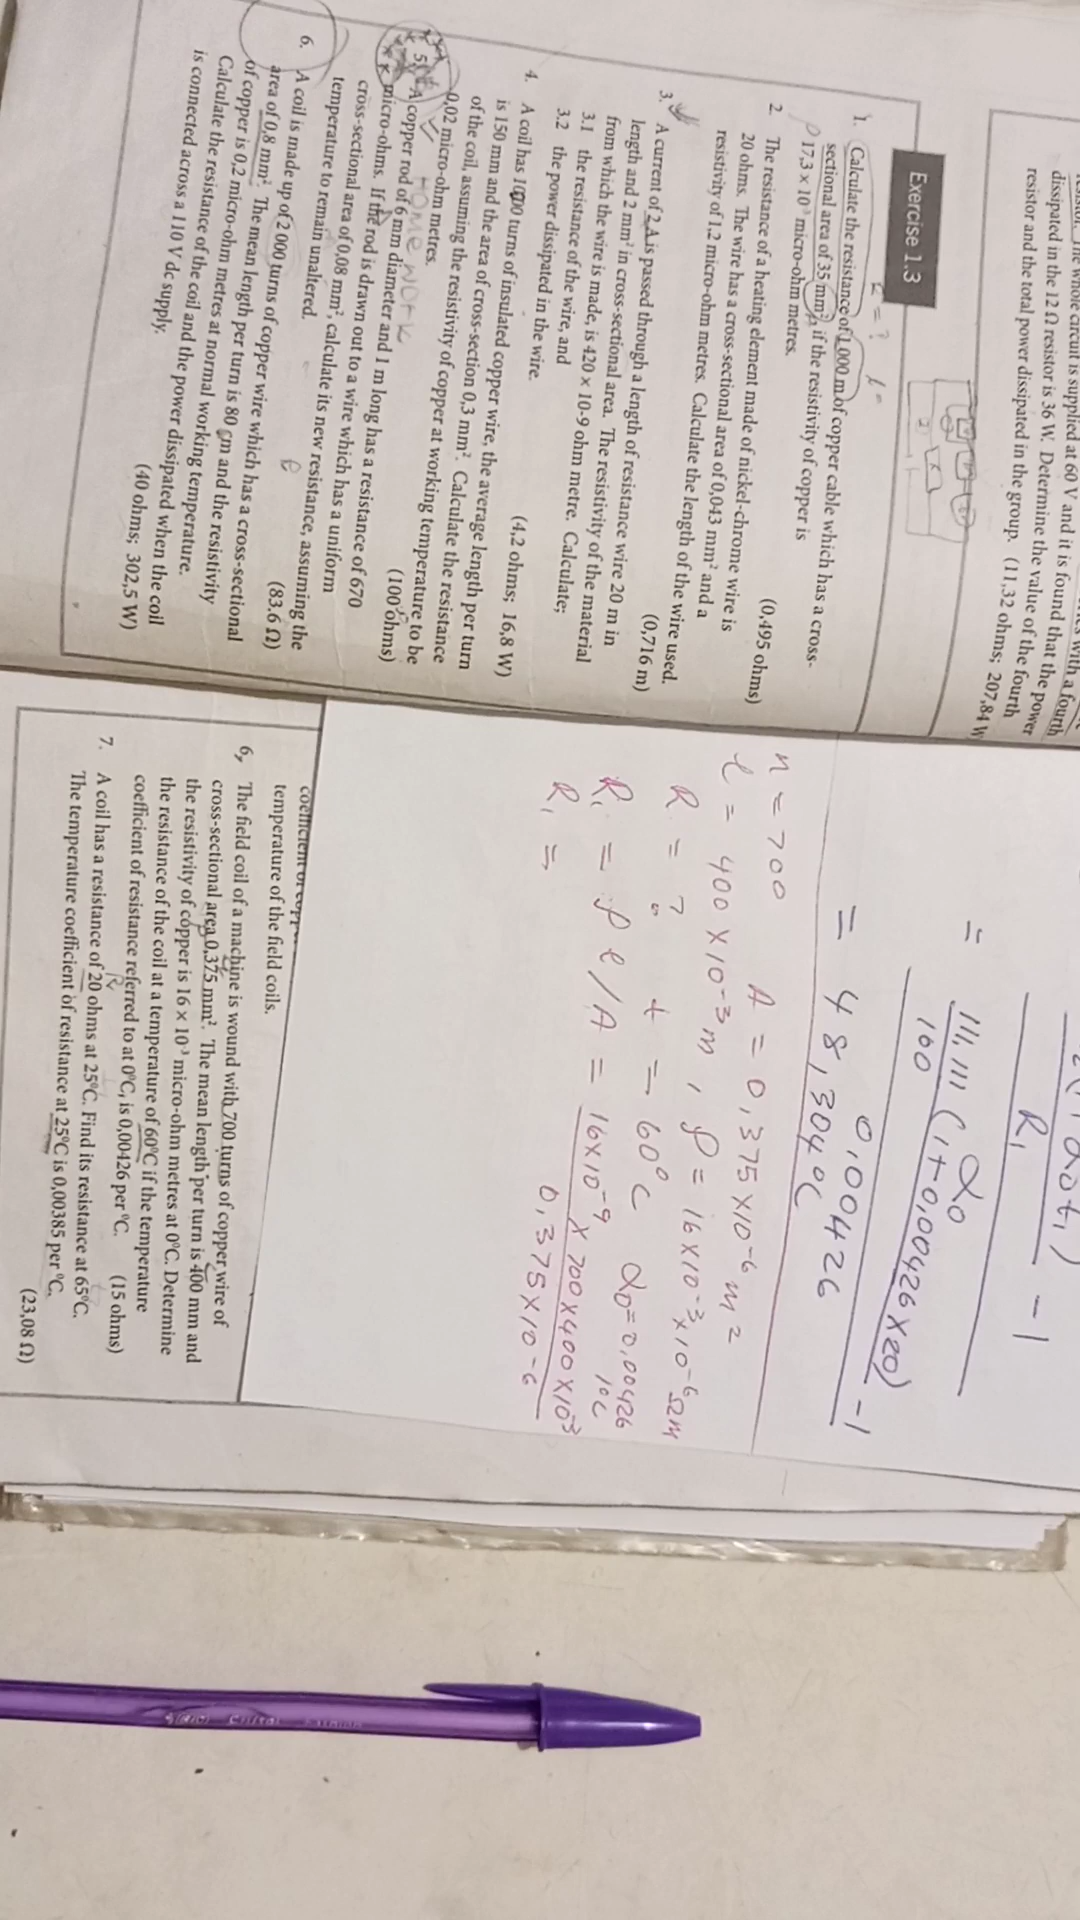 dissipated in the 12 Ω resistor is 36 W. Determine the value of the fourth
resistor and the total power dissipated in the group. (11,32 ohms; 207,84 W
Exercise 1.3
1. Calculate the resistance of 1 000 m of copper cable which has a cross-
sectional area of 35 mm², if the resistivity of copper is
17,3 × 10⁻³ micro-ohm metres.
(0,495 ohms)
2. The resistance of a heating element made of nickel-chrome wire is
20 ohms. The wire has a cross-sectional area of 0,043 mm² and a
resistivity of 1.2 micro-ohm metres. Calculate the length of the wire used.
(0,716 m)
3. A current of 2 A is passed through a length of resistance wire 20 m in
length and 2 mm² in cross-sectional area. The resistivity of the material
from which the wire is made, is 420 × 10-9 ohm metre. Calculate;
3.1 the resistance of the wire, and
3.2 the power dissipated in the wire.
(4,2 ohms; 16,8 W)
4. A coil has 1000 turns of insulated copper wire, the average length per turn
is 150 mm and the area of cross-section 0,3 mm². Calculate the resistance
of the coil, assuming the resistivity of copper at working temperature to be
0,02 micro-ohm metres.
(100 ohms)
Home work
5. A copper rod of 6 mm diameter and 1 m long has a resistance of 670
micro-ohms. If the rod is drawn out to a wire which has a uniform
cross-sectional area of 0,08 mm², calculate its new resistance, assuming the
temperature to remain unaltered.
(83.6 Ω)
6. A coil is made up of 2 000 turns of copper wire which has a cross-sectional
area of 0,8 mm². The mean length per turn is 80 cm and the resistivity
of copper is 0,2 micro-ohm metres at normal working temperature.
Calculate the resistance of the coil and the power dissipated when the coil
is connected across a 110 V dc supply.
(40 ohms; 302,5 W)
R₁
- 1
= 11,111 (1+0,00426×20)
100
- 1
α₀
0,004426
= 48,304°C
n = 700
A = 0,375×10⁻⁶ m²
ℓ = 400×10⁻³ m, ρ = 16×10⁻³×10⁻⁶ Ωm
R = ? t = 60°C α₀=0,00426
/°C
R₁ = ρℓ/A = 16×10⁻⁹ × 700×400×10⁻³
0,375×10⁻⁶
R₁ =
temperature of the field coils.
6, The field coil of a machine is wound with 700 turns of copper wire of
cross-sectional area 0,375 mm². The mean length per turn is 400 mm and
the resistivity of copper is 16 × 10⁻³ micro-ohm metres at 0°C. Determine
the resistance of the coil at a temperature of 60°C if the temperature
coefficient of resistance referred to at 0°C, is 0,00426 per °C.
(15 ohms)
7. A coil has a resistance of 20 ohms at 25°C. Find its resistance at 65°C.
The temperature coefficient of resistance at 25°C is 0,00385 per °C.
(23,08 Ω)